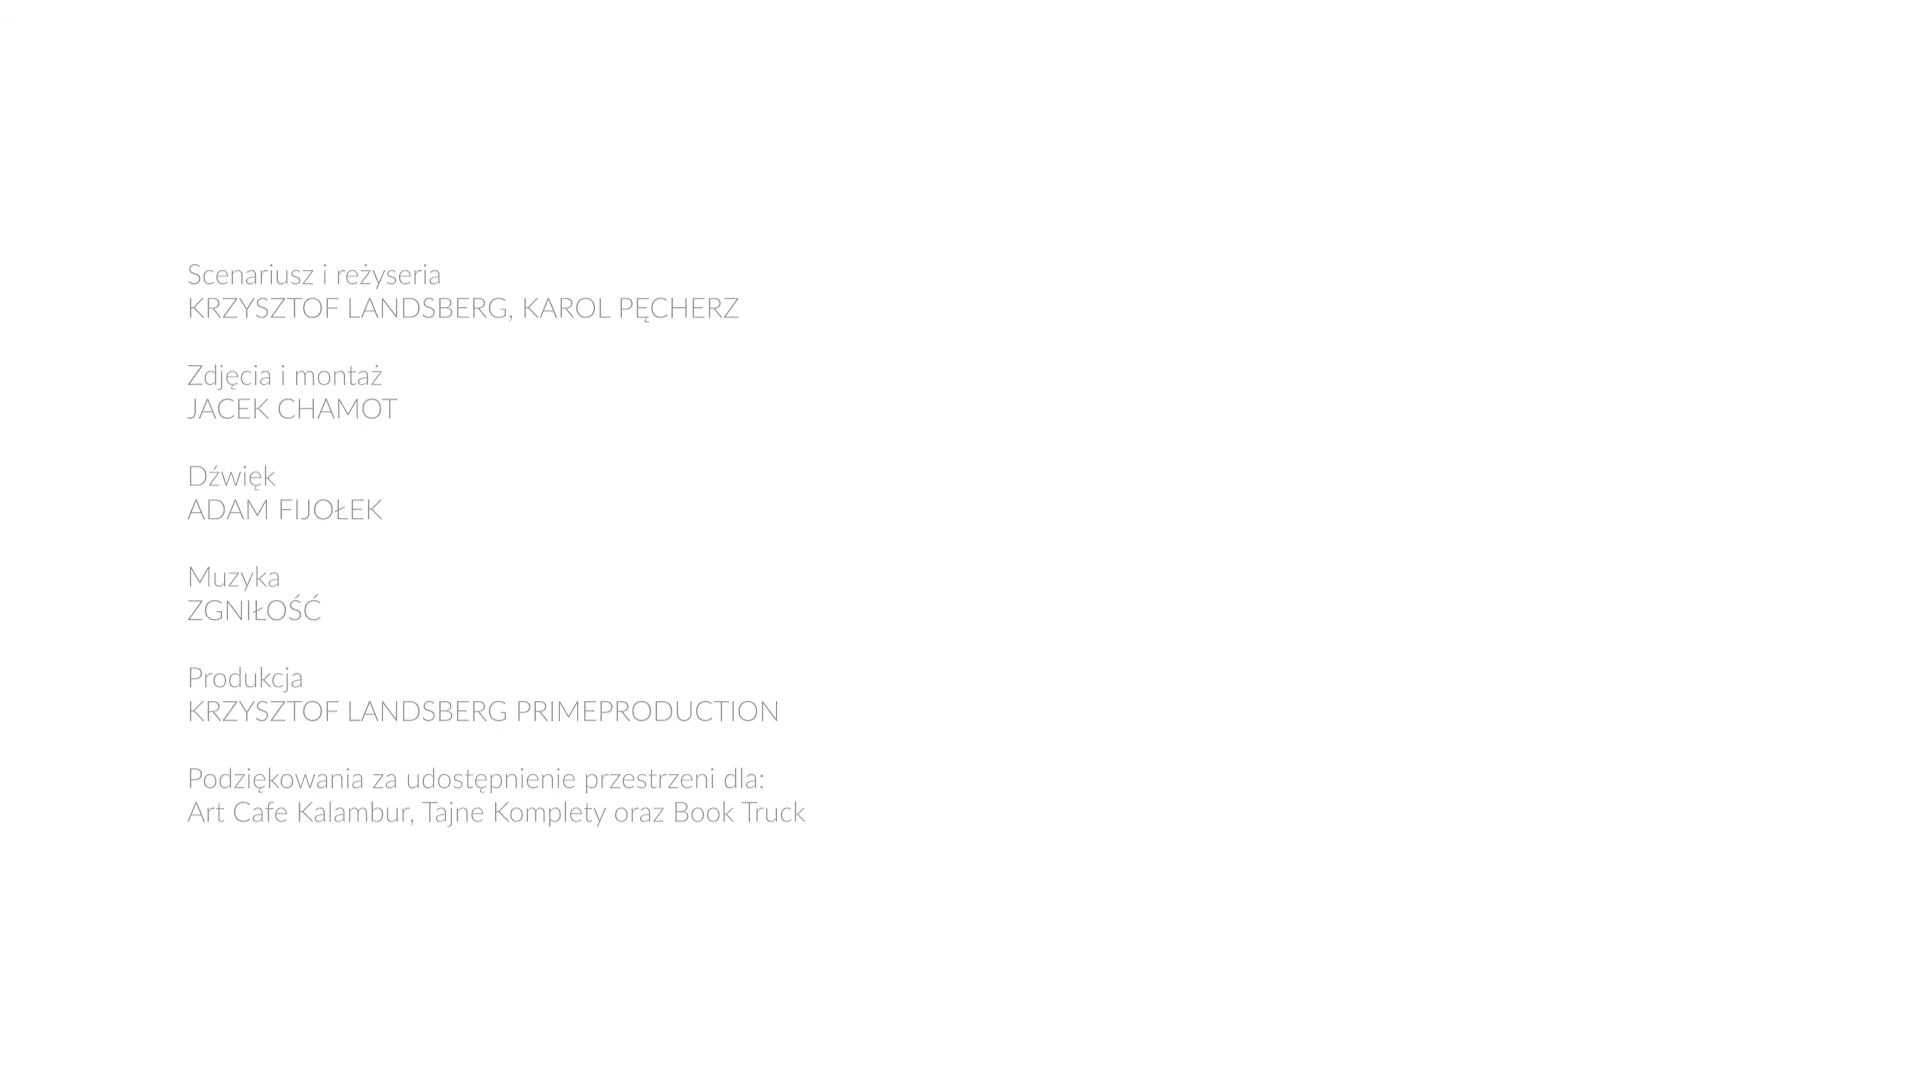 Scenariusz i reżyseria
KRZYSZTOF LANDSBERG, KAROL PĘCHERZ
Zdjęcia i montaż
JACEK CHAMOT
Dźwięk
ADAM FIJOŁEK
Muzyka
ZGNIŁOŚĆ
Produkcja
KRZYSZTOF LANDSBERG PRIMEPRODUCTION
Podziękowania za udostępnienie przestrzeni dla:
Art Cafe Kalambur, Tajne Komplety oraz Book Truck